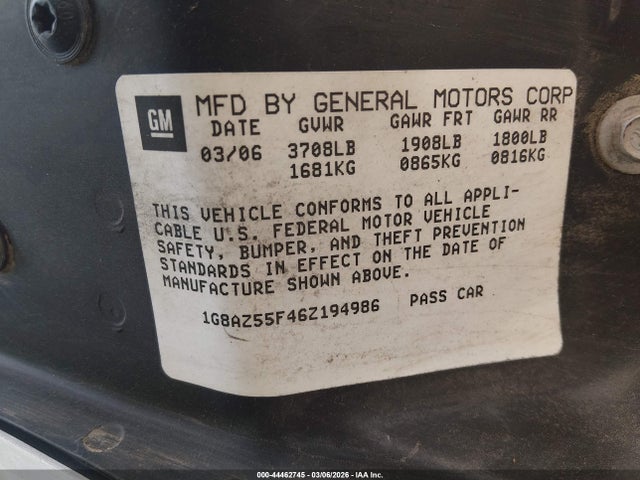 GM
MFD BY GENERAL MOTORS CORP
DATE GVWR GAWR FRT GAWR RR
03/06 3708LB 1908LB 1800LB
1681KG 0865KG 0816KG
THIS VEHICLE CONFORMS TO ALL APPLI-
CABLE U.S. FEDERAL MOTOR VEHICLE
SAFETY, BUMPER, AND THEFT PREVENTION
STANDARDS IN EFFECT ON THE DATE OF
MANUFACTURE SHOWN ABOVE.
1G8AZ55F46Z194986 PASS CAR
000-44462745 - 03/06/2026 - IAA Inc.